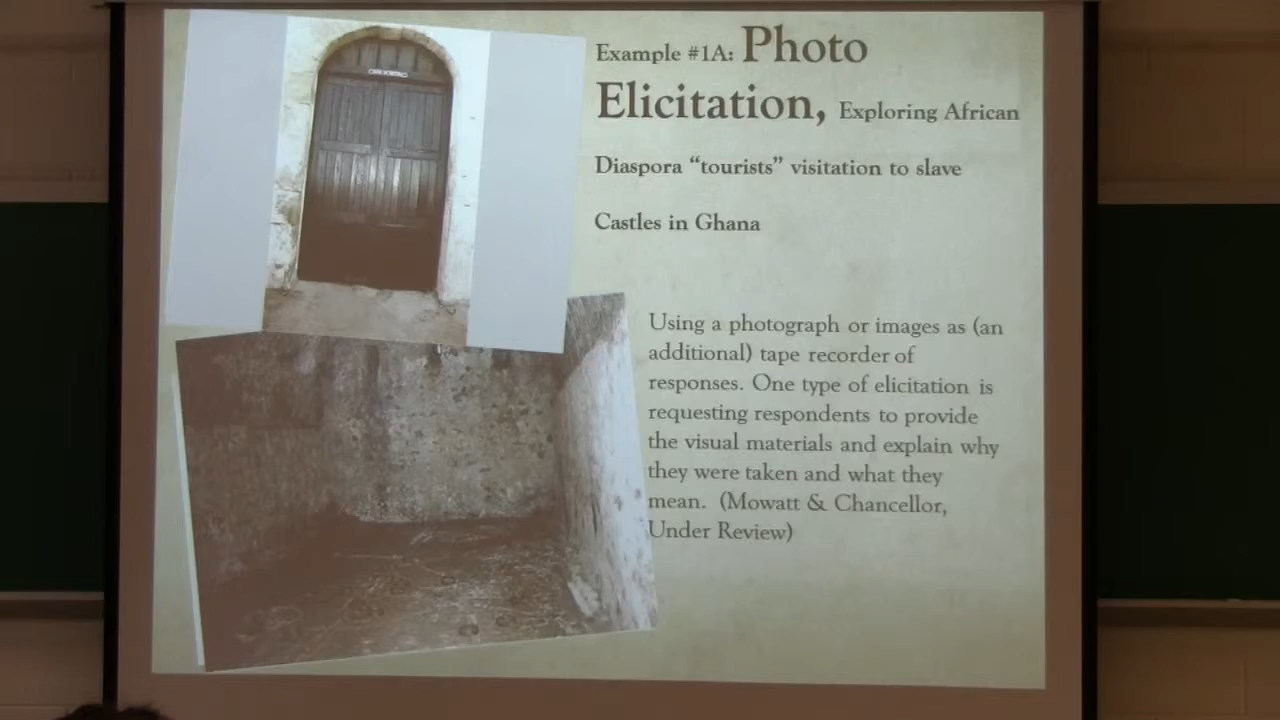 Example #1A: Photo
Elicitation, Exploring African
Diaspora “tourists” visitation to slave
Castles in Ghana
Using a photograph or images as (an
additional) tape recorder of
responses. One type of elicitation is
requesting respondents to provide
the visual materials and explain why
they were taken and what they
mean. (Mowatt & Chancellor,
Under Review)